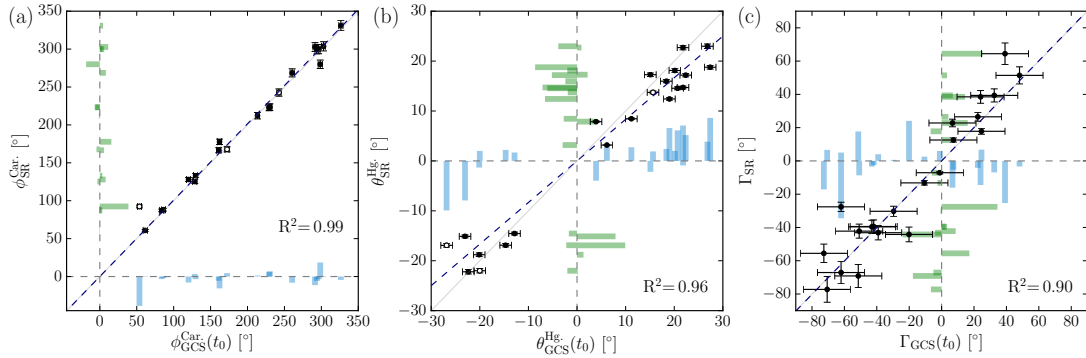 (a)
350
300
250
200
150
100
50
0
φ^Car._SR
R²=0.99
0 50 100 150 200 250 300 350
φ^Car._GCS(t₀) [°]
(b)
30
20
10
0
−10
−20
−30
θ^Hg._SR
R²=0.96
−30 −20 −10 0 10 20 30
θ^Hg._GCS(t₀) [°]
(c)
80
60
40
20
0
−20
−40
−60
−80
Γ_SR
R²=0.90
−80 −60 −40 −20 0 20 40 60 80
Γ_GCS(t₀) [°]